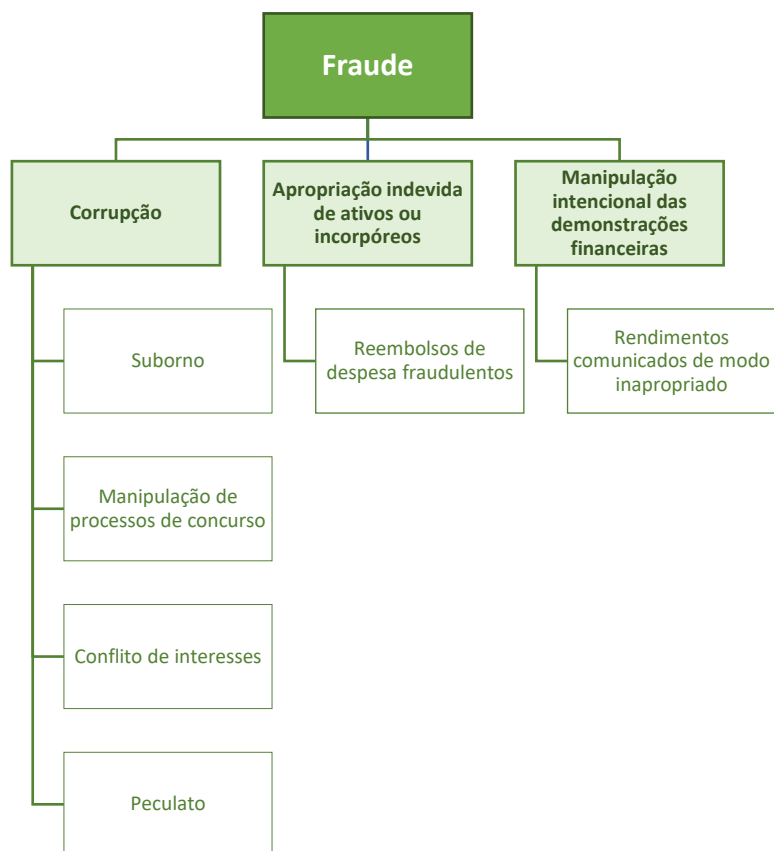 Fraude
Corrupção
Apropriação indevida
de ativos ou
incorpóreos
Manipulação
intencional das
demonstrações
financeiras
Suborno
Reembolsos de
despesa fraudulentos
Rendimentos
comunicados de modo
inapropriado
Manipulação de
processos de concurso
Conflito de interesses
Peculato